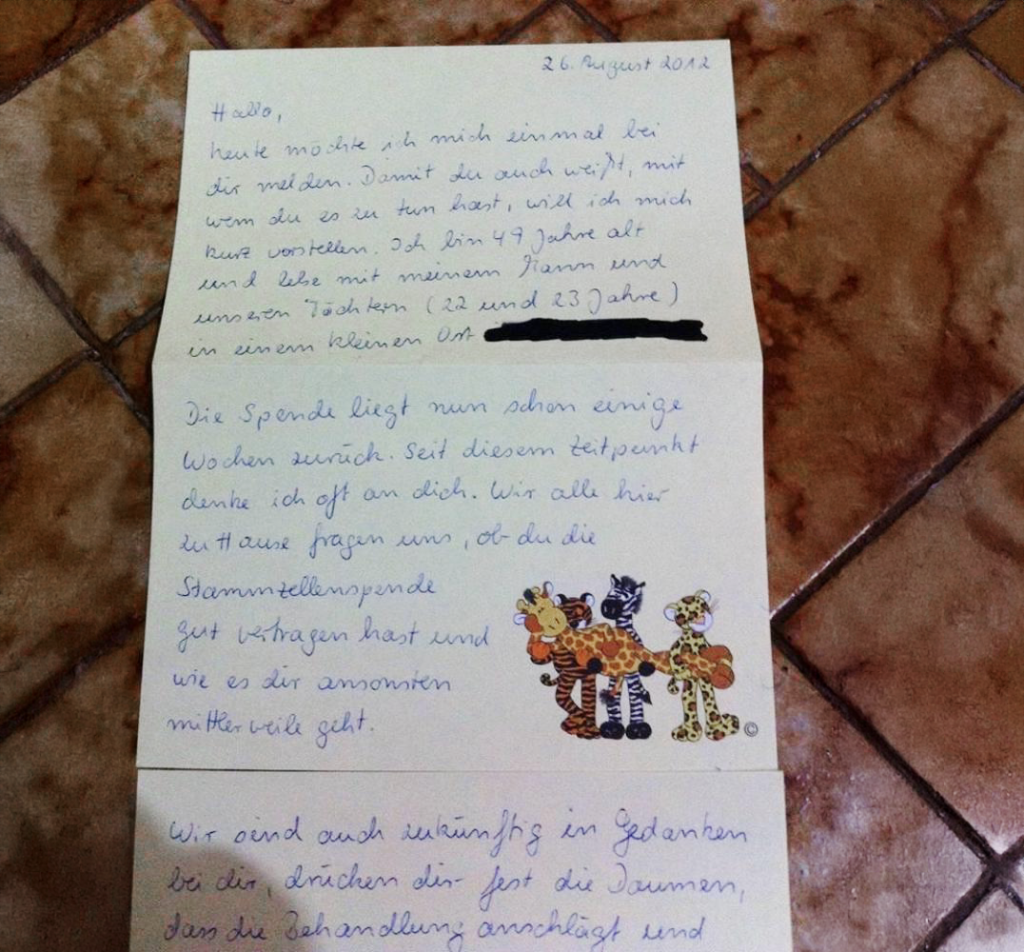 26. August 2012
Hallo,
heute möchte ich mich einmal bei
dir melden. Damit du auch weißt, mit
wem du es zu tun hast, will ich mich
kurz vorstellen. Ich bin 49 Jahre alt
und lebe mit meinem Mann und
unseren Töchtern (22 und 23 Jahre)
in einem kleinen Ort
Die Spende liegt nun schon einige
Wochen zurück. Seit diesem Zeitpunkt
denke ich oft an dich. Wir alle hier
zu Hause fragen uns, ob du die
Stammzellenspende
gut vertragen hast und
wie es dir ansonsten
mittlerweile geht.
©
Wir sind auch zukünftig in Gedanken
bei dir, drücken dir fest die Daumen,
dass die Behandlung anschlägt und